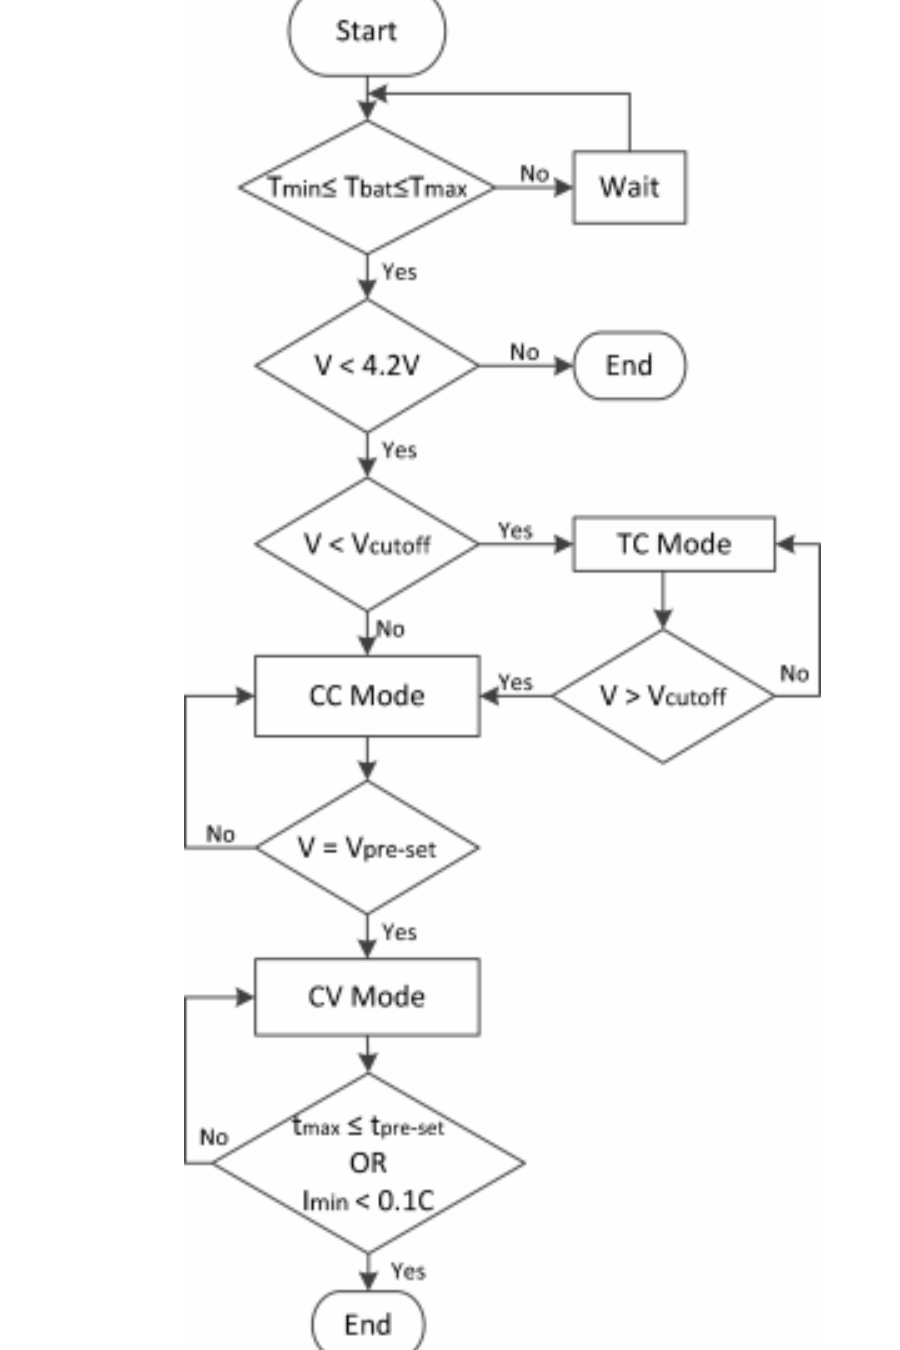 Start
Tmin≤ Tbat≤Tmax
No
Wait
Yes
V < 4.2V
No
End
Yes
V < Vcutoff
Yes
TC Mode
No
CC Mode
Yes
V > Vcutoff
No
V = Vpre-set
No
Yes
CV Mode
tmax ≤ tpre-set
OR
Imin < 0.1C
No
Yes
End